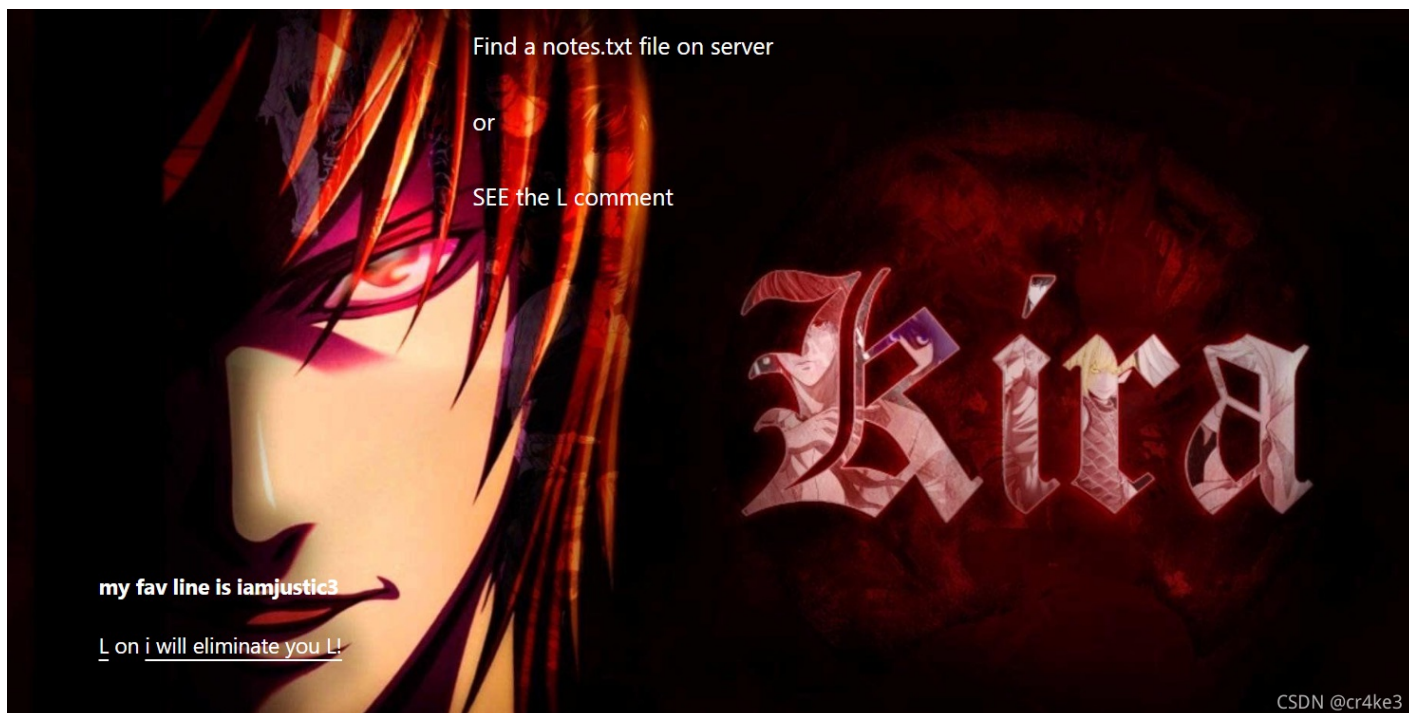 Find a notes.txt file on server
or
SEE the L comment
Kira
my fav line is iamjustic3
L on i will eliminate you L!
CSDN @cr4ke3